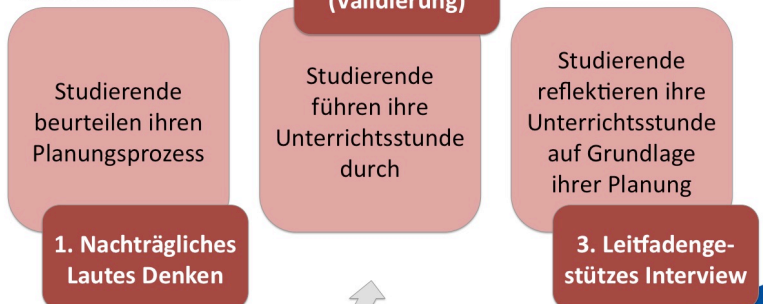 (Validierung)
Studierende
beurteilen ihren
Planungsprozess
1. Nachträgliches
Lautes Denken
Studierende
führen ihre
Unterrichtsstunde
durch
Studierende
reflektieren ihre
Unterrichtsstunde
auf Grundlage
ihrer Planung
3. Leitfadenge-
stützes Interview